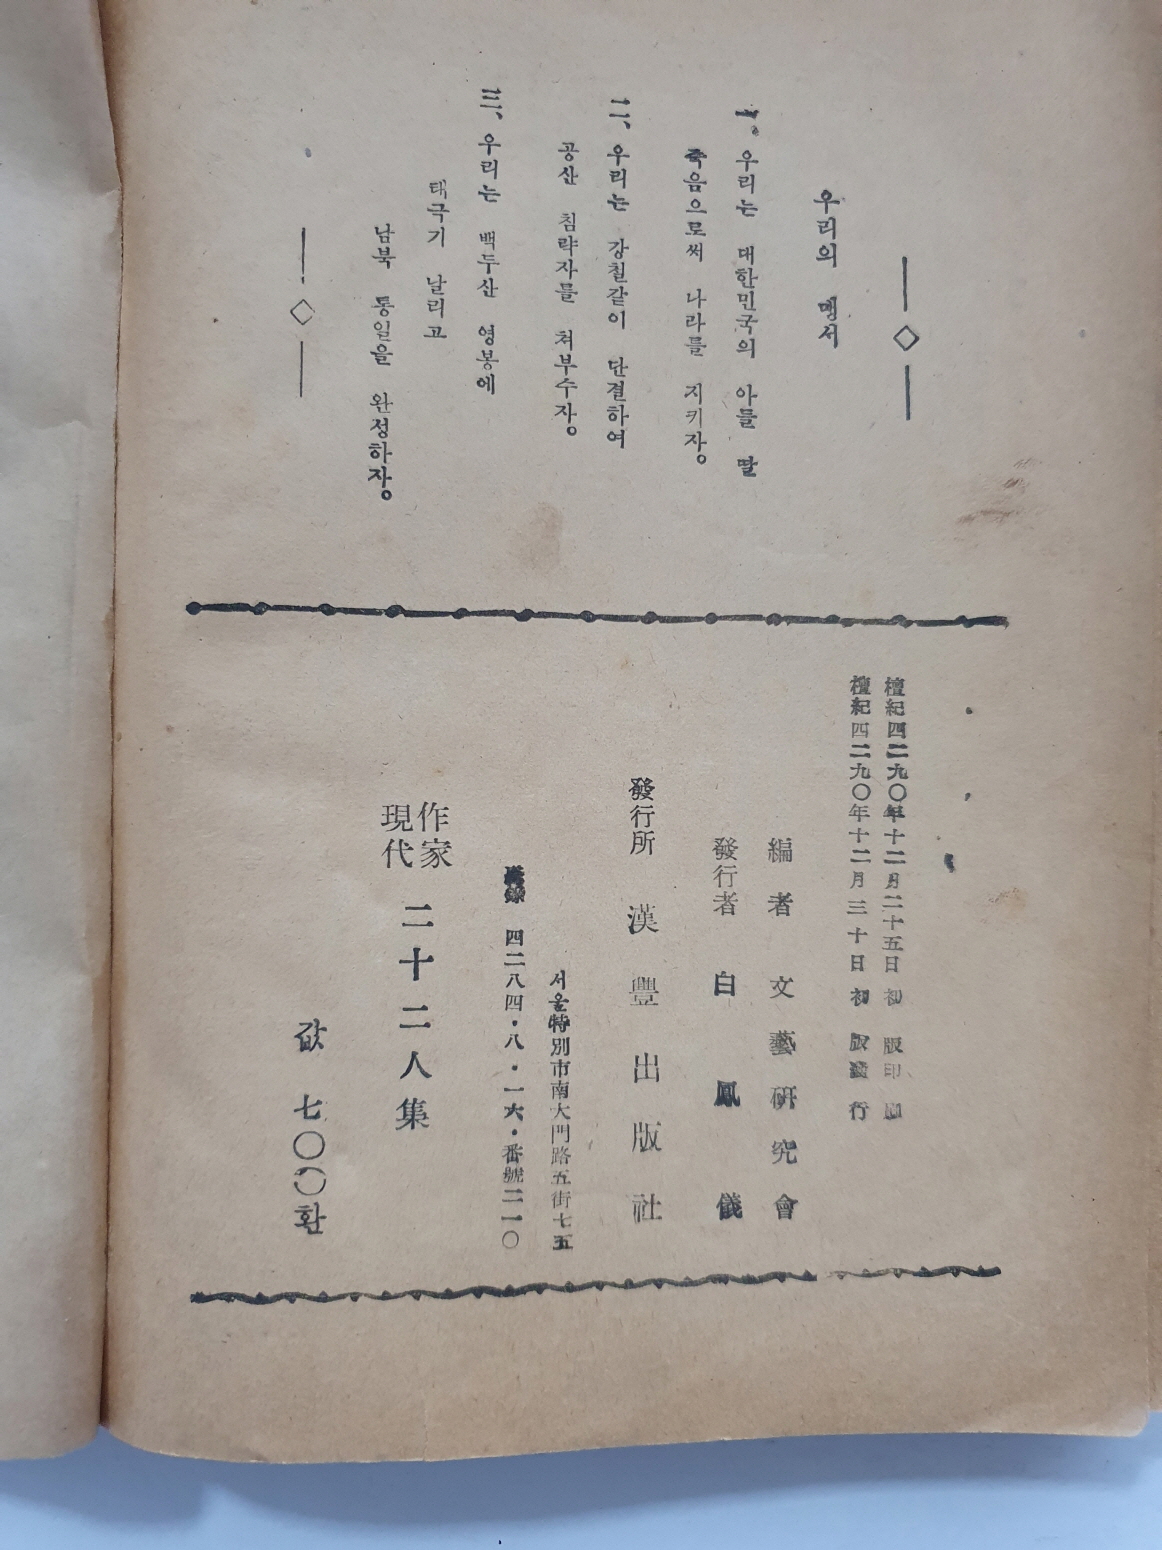 우리의 맹서
一、우리는 대한민국의 아들 딸
죽음으로써 나라를 지키자。
二、우리는 강철같이 단결하여
공산 침략자를 쳐부수자。
三、우리는 백두산 영봉에
태극기 날리고
남북 통일을 완성하자。
檀紀四二九〇年十二月二十五日 初版印刷
檀紀四二九〇年十二月三十日 初版發行
編者 文藝硏究會
發行者 白鳳儀
發行所 漢豐出版社
서울特別市南大門路五街七五
登錄 四二八四·八·一六·番號二一〇
現代作家 二十二人集
값 七〇〇환